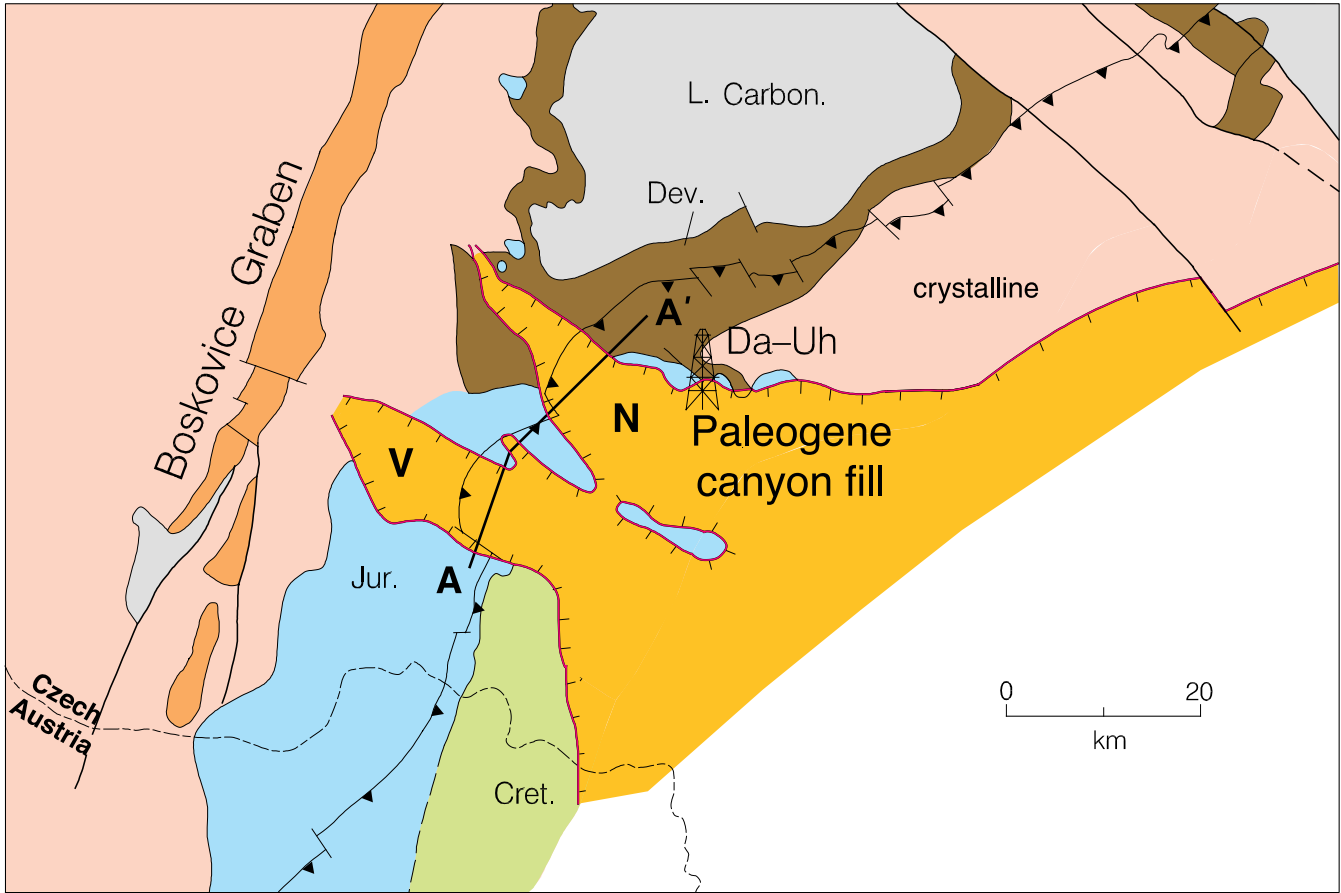 L. Carbon.
Dev.
Boskovice Graben
crystalline
A'
Da–Uh
N
Paleogene
canyon fill
V
Jur.
A
Czech
Austria
0 20
km
Cret.